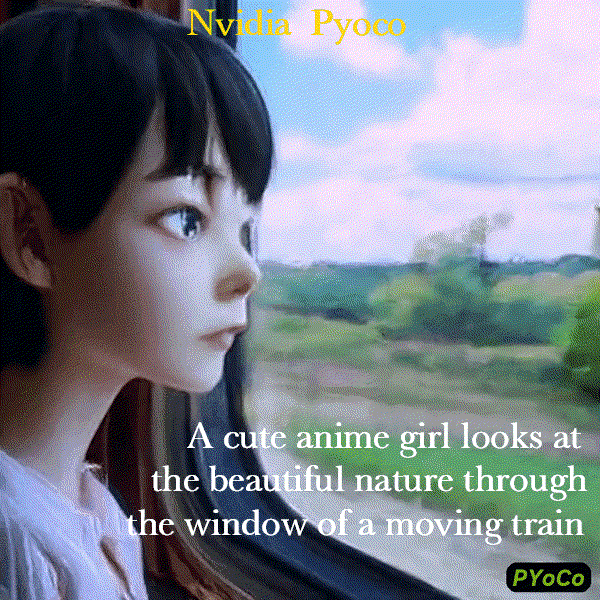 Nvidia Pyoco
A cute anime girl looks at
the beautiful nature through
the window of a moving train
PYoCo